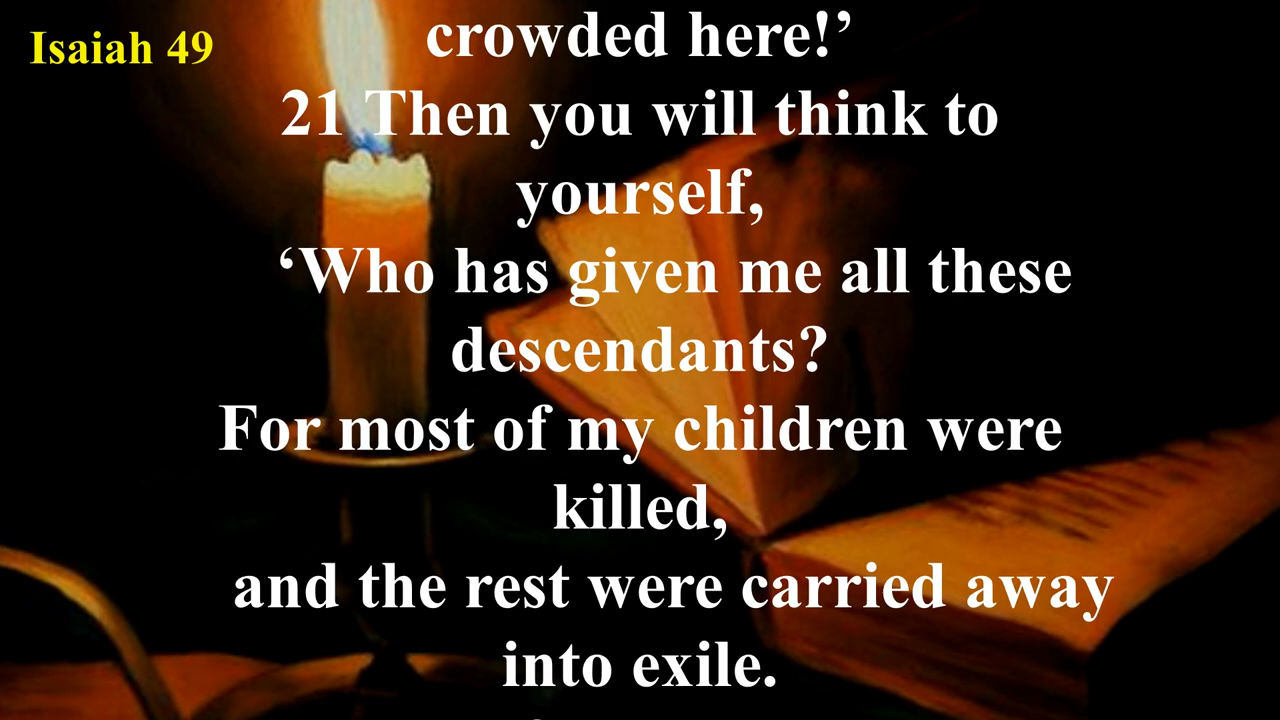 Isaiah 49
crowded here!’
21 Then you will think to
yourself,
‘Who has given me all these
descendants?
For most of my children were
killed,
and the rest were carried away
into exile.